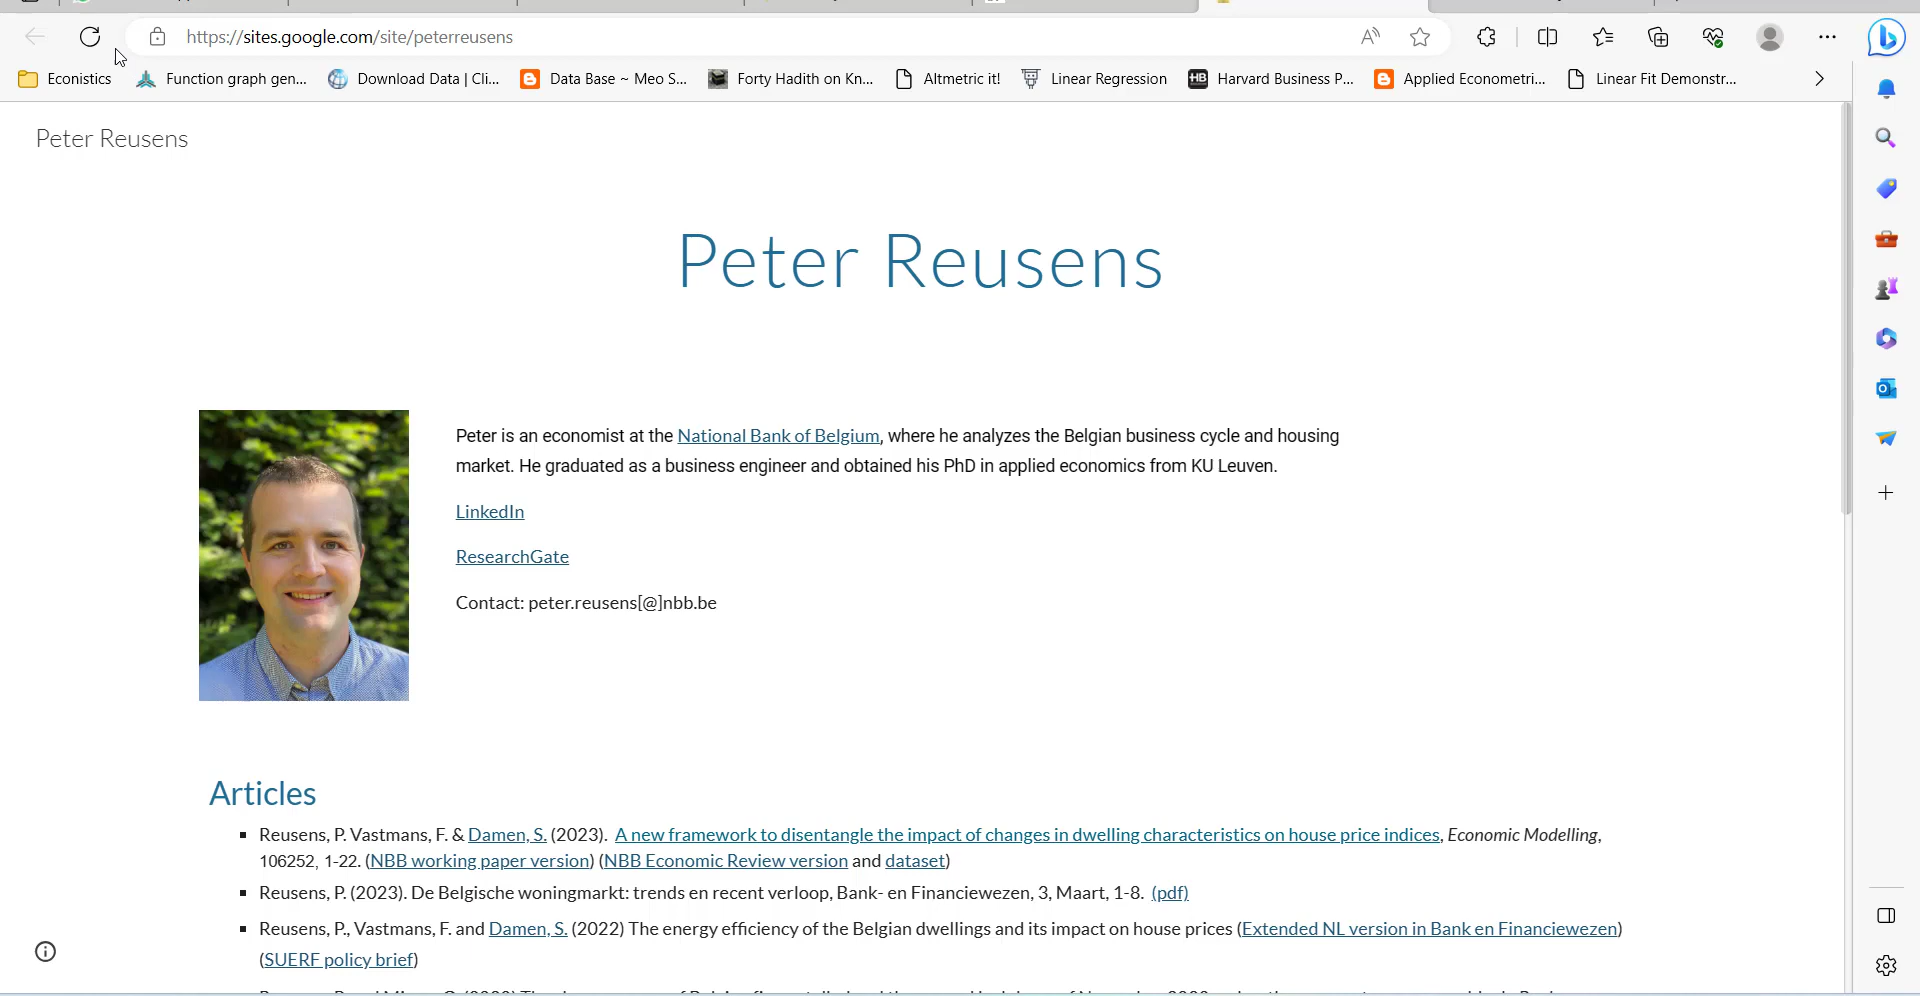 https://sites.google.com/site/peterreusens
Econistics
Function graph gen...
Download Data | Cli...
Data Base ~ Meo S...
Forty Hadith on Kn...
Altmetric it!
Linear Regression
HB
Harvard Business P...
Applied Econometri...
Linear Fit Demonstr...
Peter Reusens
Peter Reusens
Peter is an economist at the National Bank of Belgium, where he analyzes the Belgian business cycle and housing
market. He graduated as a business engineer and obtained his PhD in applied economics from KU Leuven.
LinkedIn
ResearchGate
Contact: peter.reusens[@]nbb.be
Articles
Reusens, P. Vastmans, F. & Damen, S. (2023). A new framework to disentangle the impact of changes in dwelling characteristics on house price indices, Economic Modelling,
106252, 1-22. (NBB working paper version) (NBB Economic Review version and dataset)
Reusens, P. (2023). De Belgische woningmarkt: trends en recent verloop, Bank- en Financiewezen, 3, Maart, 1-8. (pdf)
Reusens, P., Vastmans, F. and Damen, S. (2022) The energy efficiency of the Belgian dwellings and its impact on house prices (Extended NL version in Bank en Financiewezen)
(SUERF policy brief)